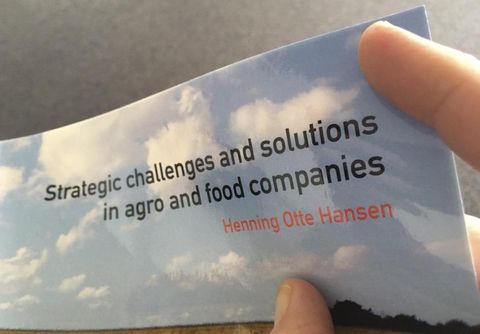 Strategic challenges and solutions
in agro and food companies
Henning Otte Hansen